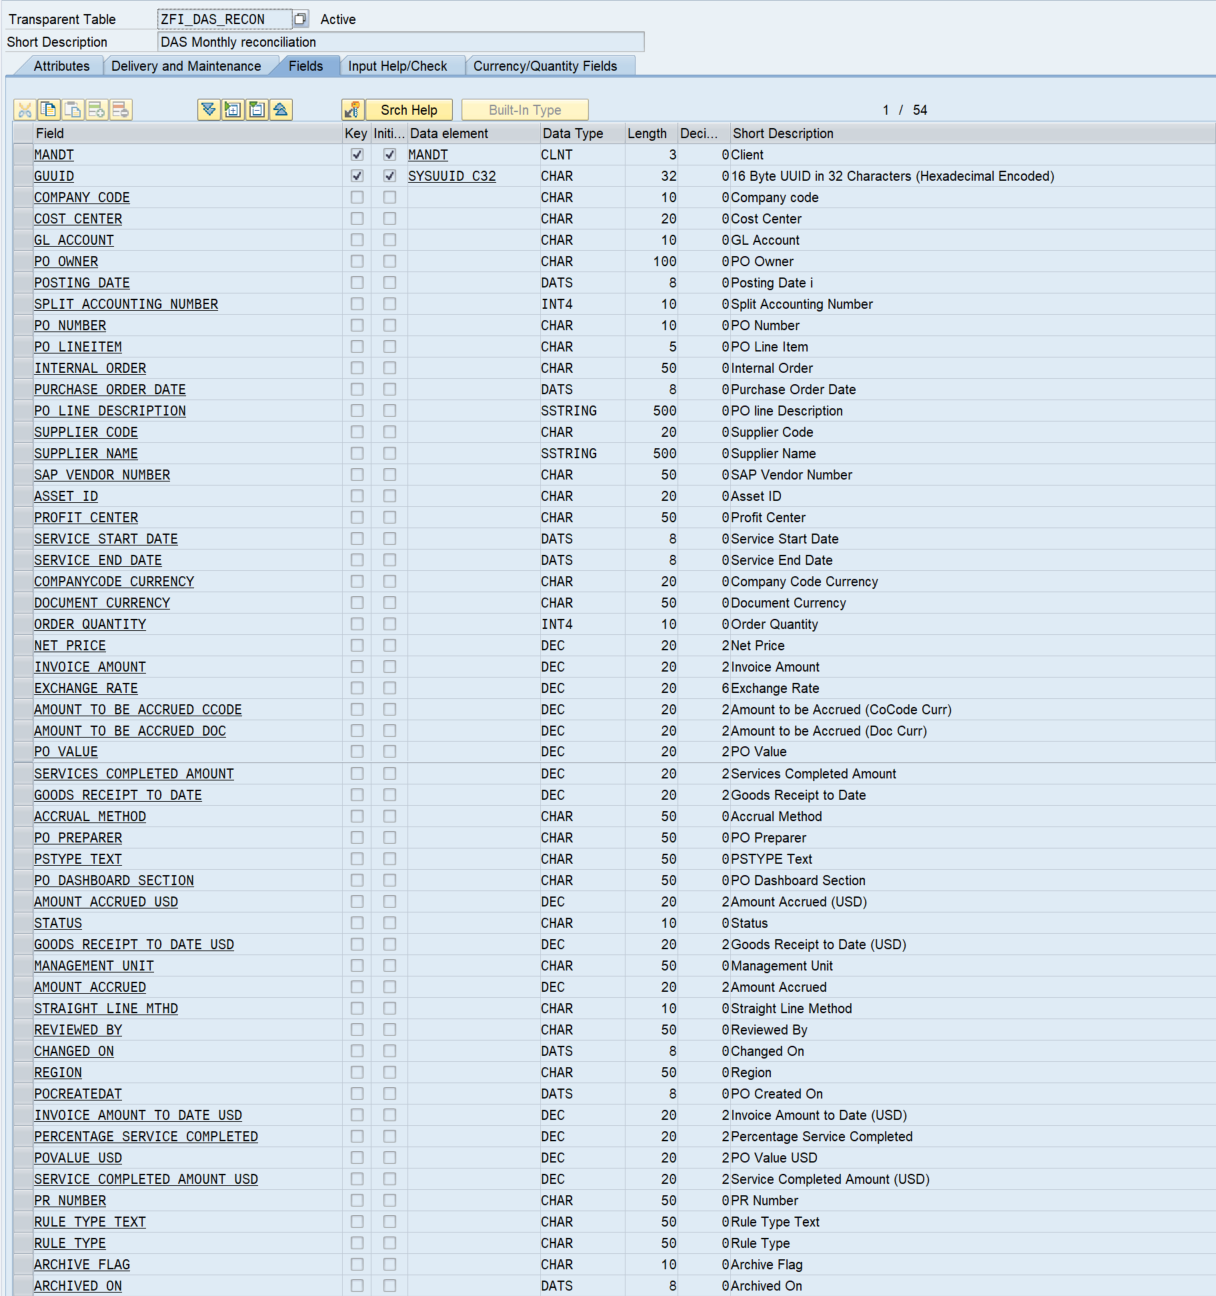 Transparent Table ZFI_DAS_RECON Active
Short Description DAS Monthly reconciliation
Attributes Delivery and Maintenance Fields Input Help/Check Currency/Quantity Fields
Srch Help Built-In Type 1 / 54
Field Key Initi... Data element Data Type Length Deci... Short Description
MANDT MANDT CLNT 3 0 Client
GUUID SYSUUID_C32 CHAR 32 0 16 Byte UUID in 32 Characters (Hexadecimal Encoded)
COMPANY_CODE CHAR 10 0 Company code
COST_CENTER CHAR 20 0 Cost Center
GL_ACCOUNT CHAR 10 0 GL Account
PO_OWNER CHAR 100 0 PO Owner
POSTING_DATE DATS 8 0 Posting Date i
SPLIT_ACCOUNTING_NUMBER INT4 10 0 Split Accounting Number
PO_NUMBER CHAR 10 0 PO Number
PO_LINEITEM CHAR 5 0 PO Line Item
INTERNAL_ORDER CHAR 50 0 Internal Order
PURCHASE_ORDER_DATE DATS 8 0 Purchase Order Date
PO_LINE_DESCRIPTION SSTRING 500 0 PO line Description
SUPPLIER_CODE CHAR 20 0 Supplier Code
SUPPLIER_NAME SSTRING 500 0 Supplier Name
SAP_VENDOR_NUMBER CHAR 50 0 SAP Vendor Number
ASSET_ID CHAR 20 0 Asset ID
PROFIT_CENTER CHAR 50 0 Profit Center
SERVICE_START_DATE DATS 8 0 Service Start Date
SERVICE_END_DATE DATS 8 0 Service End Date
COMPANYCODE_CURRENCY CHAR 20 0 Company Code Currency
DOCUMENT_CURRENCY CHAR 50 0 Document Currency
ORDER_QUANTITY INT4 10 0 Order Quantity
NET_PRICE DEC 20 2 Net Price
INVOICE_AMOUNT DEC 20 2 Invoice Amount
EXCHANGE_RATE DEC 20 6 Exchange Rate
AMOUNT_TO_BE_ACCRUED_CCODE DEC 20 2 Amount to be Accrued (CoCode Curr)
AMOUNT_TO_BE_ACCRUED_DOC DEC 20 2 Amount to be Accrued (Doc Curr)
PO_VALUE DEC 20 2 PO Value
SERVICES_COMPLETED_AMOUNT DEC 20 2 Services Completed Amount
GOODS_RECEIPT_TO_DATE DEC 20 2 Goods Receipt to Date
ACCRUAL_METHOD CHAR 50 0 Accrual Method
PO_PREPARER CHAR 50 0 PO Preparer
PSTYPE_TEXT CHAR 50 0 PSTYPE Text
PO_DASHBOARD_SECTION CHAR 50 0 PO Dashboard Section
AMOUNT_ACCRUED_USD DEC 20 2 Amount Accrued (USD)
STATUS CHAR 10 0 Status
GOODS_RECEIPT_TO_DATE_USD DEC 20 2 Goods Receipt to Date (USD)
MANAGEMENT_UNIT CHAR 50 0 Management Unit
AMOUNT_ACCRUED DEC 20 2 Amount Accrued
STRAIGHT_LINE_MTHD CHAR 10 0 Straight Line Method
REVIEWED_BY CHAR 50 0 Reviewed By
CHANGED_ON DATS 8 0 Changed On
REGION CHAR 50 0 Region
POCREATEDAT DATS 8 0 PO Created On
INVOICE_AMOUNT_TO_DATE_USD DEC 20 2 Invoice Amount to Date (USD)
PERCENTAGE_SERVICE_COMPLETED DEC 20 2 Percentage Service Completed
POVALUE_USD DEC 20 2 PO Value USD
SERVICE_COMPLETED_AMOUNT_USD DEC 20 2 Service Completed Amount (USD)
PR_NUMBER CHAR 50 0 PR Number
RULE_TYPE_TEXT CHAR 50 0 Rule Type Text
RULE_TYPE CHAR 50 0 Rule Type
ARCHIVE_FLAG CHAR 10 0 Archive Flag
ARCHIVED_ON DATS 8 0 Archived On